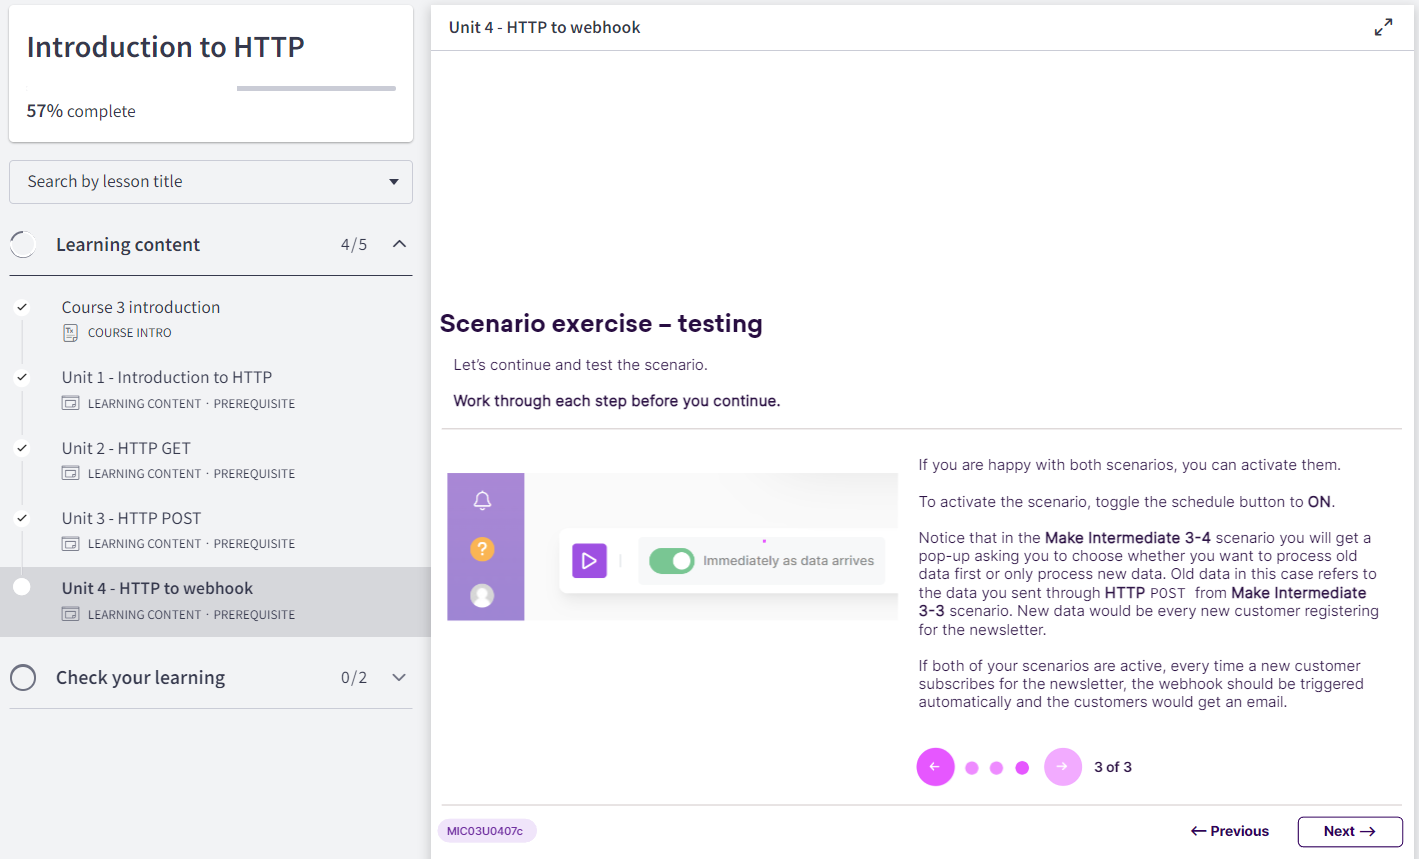 Introduction to HTTP
57% complete
Search by lesson title
Learning content 4/5
Course 3 introduction
COURSE INTRO
Unit 1 - Introduction to HTTP
LEARNING CONTENT · PREREQUISITE
Unit 2 - HTTP GET
LEARNING CONTENT · PREREQUISITE
Unit 3 - HTTP POST
LEARNING CONTENT · PREREQUISITE
Unit 4 - HTTP to webhook
LEARNING CONTENT · PREREQUISITE
Check your learning 0/2
Unit 4 - HTTP to webhook
Scenario exercise – testing
Let's continue and test the scenario.
Work through each step before you continue.
?
Immediately as data arrives
If you are happy with both scenarios, you can activate them.
To activate the scenario, toggle the schedule button to ON.
Notice that in the Make Intermediate 3-4 scenario you will get a
pop-up asking you to choose whether you want to process old
data first or only process new data. Old data in this case refers to
the data you sent through HTTP POST from Make Intermediate
3-3 scenario. New data would be every new customer registering
for the newsletter.
If both of your scenarios are active, every time a new customer
subscribes for the newsletter, the webhook should be triggered
automatically and the customers would get an email.
← → 3 of 3
MIC03U0407c
← Previous Next →